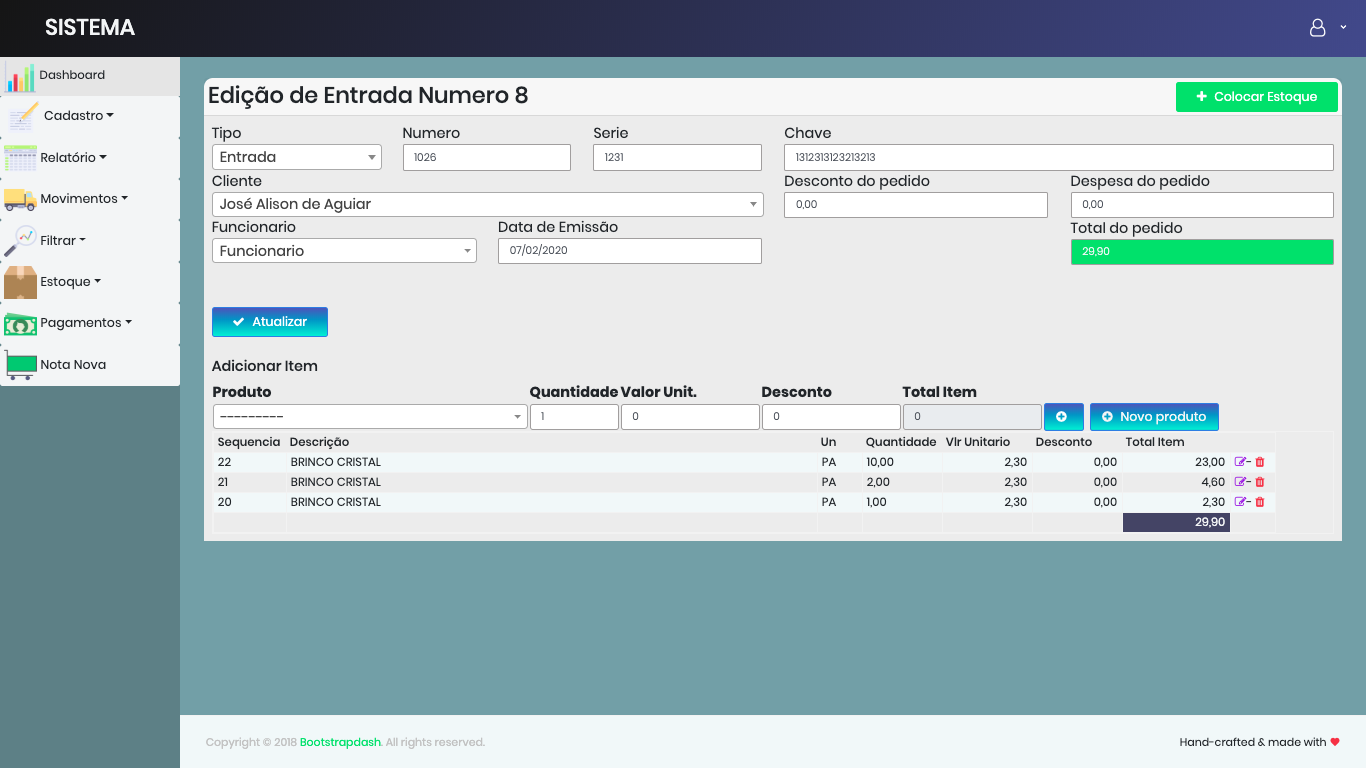 SISTEMA
Dashboard
Cadastro
Relatório
Movimentos
Filtrar
Estoque
Pagamentos
Nota Nova
Edição de Entrada Numero 8
Colocar Estoque
Tipo Numero Serie Chave
Entrada 1026 1231 1312313123213213
Cliente Desconto do pedido Despesa do pedido
José Alison de Aguiar 0,00 0,00
Funcionario Data de Emissão Total do pedido
Funcionario 07/02/2020 29,90
Atualizar
Adicionar Item
Produto Quantidade Valor Unit. Desconto Total Item
--------- 1 0 0 0 Novo produto
Sequencia Descrição Un Quantidade Vlr Unitario Desconto Total Item
22 BRINCO CRISTAL PA 10,00 2,30 0,00 23,00 -
21 BRINCO CRISTAL PA 2,00 2,30 0,00 4,60 -
20 BRINCO CRISTAL PA 1,00 2,30 0,00 2,30 -
29,90
Copyright © 2018 Bootstrapdash. All rights reserved. Hand-crafted & made with